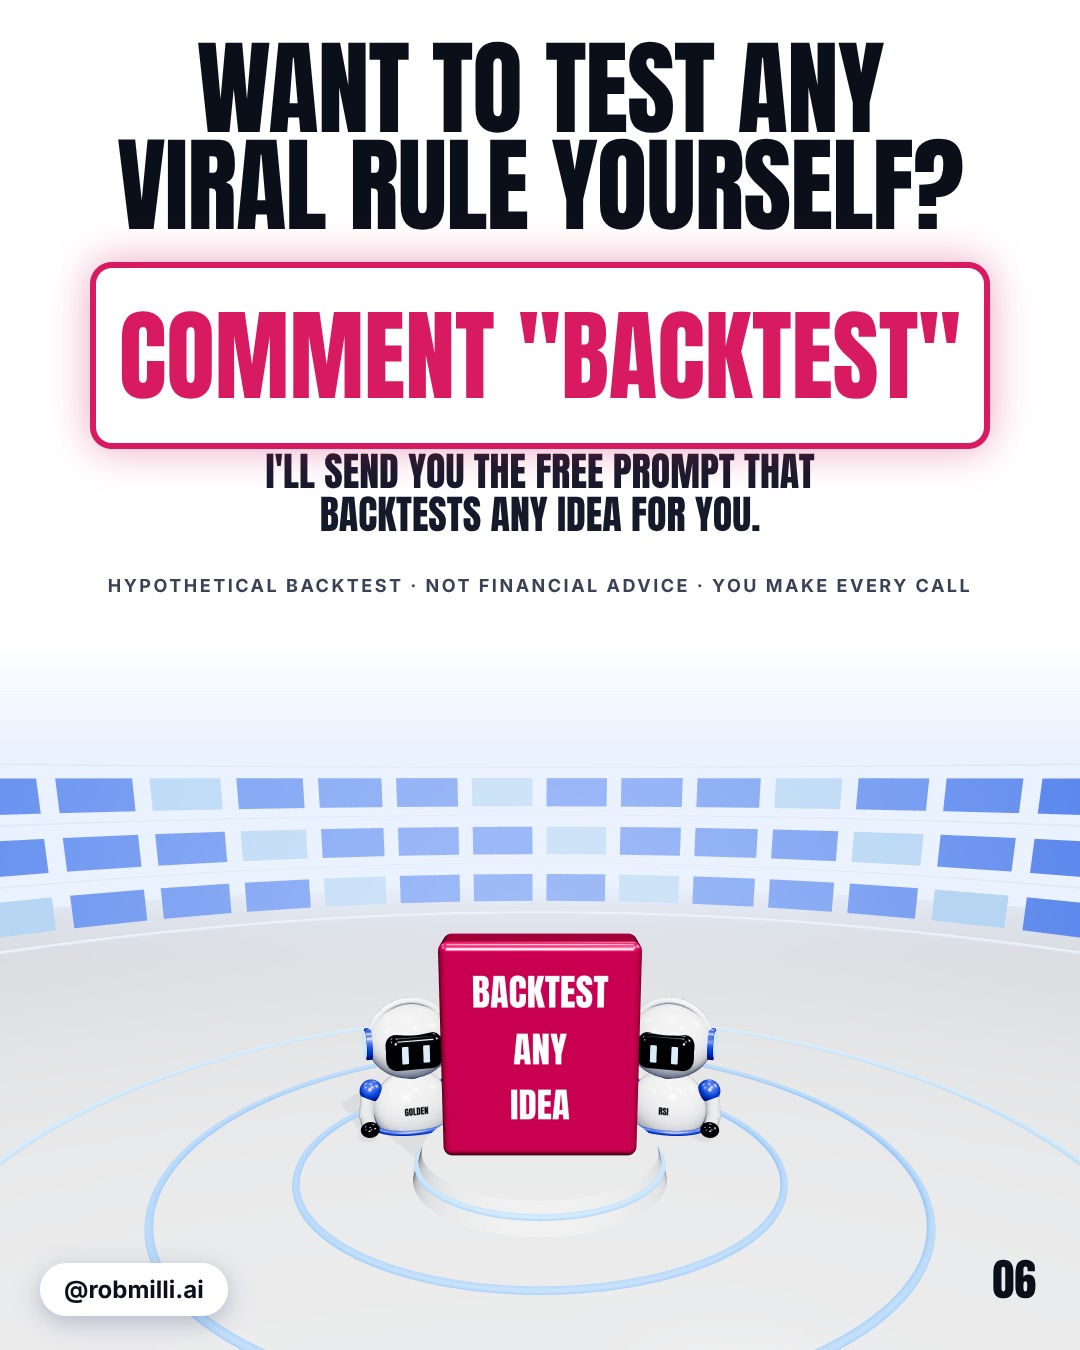 WANT TO TEST ANY
VIRAL RULE YOURSELF?
COMMENT "BACKTEST"
I'LL SEND YOU THE FREE PROMPT THAT
BACKTESTS ANY IDEA FOR YOU.
HYPOTHETICAL BACKTEST · NOT FINANCIAL ADVICE · YOU MAKE EVERY CALL
BACKTEST
ANY
IDEA
GOLDEN
RSI
@robmilli.ai
06